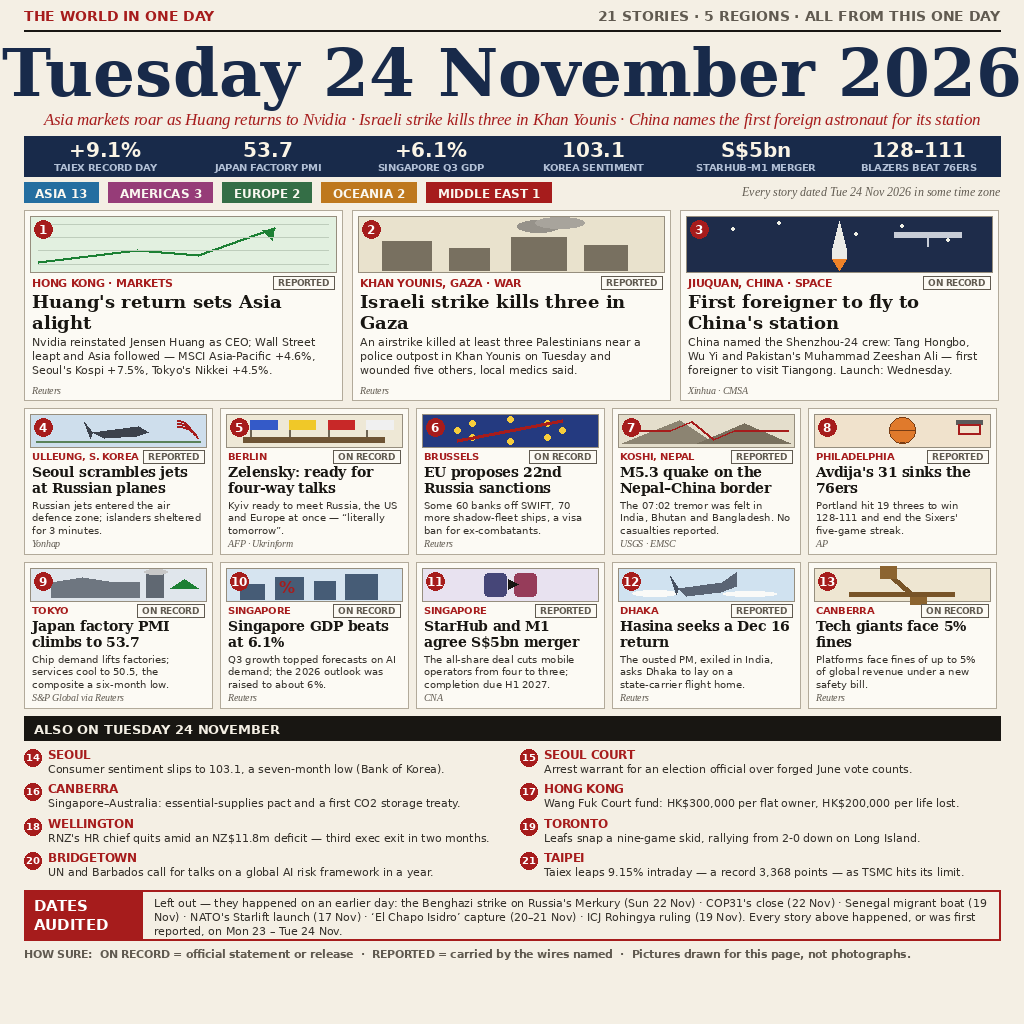 THE WORLD IN ONE DAY
21 STORIES · 5 REGIONS · ALL FROM THIS ONE DAY
Tuesday 24 November 2026
Asia markets roar as Huang returns to Nvidia · Israeli strike kills three in Khan Younis · China names the first foreign astronaut for its station
+9.1%
TAIEX RECORD DAY
53.7
JAPAN FACTORY PMI
+6.1%
SINGAPORE Q3 GDP
103.1
KOREA SENTIMENT
S$5bn
STARHUB–M1 MERGER
128–111
BLAZERS BEAT 76ERS
ASIA 13
AMERICAS 3
EUROPE 2
OCEANIA 2
MIDDLE EAST 1
Every story dated Tue 24 Nov 2026 in some time zone
1
HONG KONG · MARKETS
REPORTED
Huang's return sets Asia
alight
Nvidia reinstated Jensen Huang as CEO; Wall Street
leapt and Asia followed — MSCI Asia-Pacific +4.6%,
Seoul's Kospi +7.5%, Tokyo's Nikkei +4.5%.
Reuters
2
KHAN YOUNIS, GAZA · WAR
REPORTED
Israeli strike kills three in
Gaza
An airstrike killed at least three Palestinians near a
police outpost in Khan Younis on Tuesday and
wounded five others, local medics said.
Reuters
3
JIUQUAN, CHINA · SPACE
ON RECORD
First foreigner to fly to
China's station
China named the Shenzhou-24 crew: Tang Hongbo,
Wu Yi and Pakistan's Muhammad Zeeshan Ali — first
foreigner to visit Tiangong. Launch: Wednesday.
Xinhua · CMSA
4
ULLEUNG, S. KOREA
REPORTED
Seoul scrambles jets
at Russian planes
Russian jets entered the air
defence zone; islanders sheltered
for 3 minutes.
Yonhap
5
BERLIN
ON RECORD
Zelensky: ready for
four-way talks
Kyiv ready to meet Russia, the US
and Europe at once — “literally
tomorrow”.
AFP · Ukrinform
6
BRUSSELS
ON RECORD
EU proposes 22nd
Russia sanctions
Some 60 banks off SWIFT, 70
more shadow-fleet ships, a visa
ban for ex-combatants.
Reuters
7
KOSHI, NEPAL
REPORTED
M5.3 quake on the
Nepal–China border
The 07:02 tremor was felt in
India, Bhutan and Bangladesh. No
casualties reported.
USGS · EMSC
8
PHILADELPHIA
REPORTED
Avdija's 31 sinks the
76ers
Portland hit 19 threes to win
128-111 and end the Sixers'
five-game streak.
AP
9
TOKYO
ON RECORD
Japan factory PMI
climbs to 53.7
Chip demand lifts factories;
services cool to 50.5, the
composite a six-month low.
S&P Global via Reuters
10
%
SINGAPORE
ON RECORD
Singapore GDP beats
at 6.1%
Q3 growth topped forecasts on AI
demand; the 2026 outlook was
raised to about 6%.
Reuters
11
SINGAPORE
REPORTED
StarHub and M1
agree S$5bn merger
The all-share deal cuts mobile
operators from four to three;
completion due H1 2027.
CNA
12
DHAKA
REPORTED
Hasina seeks a Dec 16
return
The ousted PM, exiled in India,
asks Dhaka to lay on a
state-carrier flight home.
Reuters
13
CANBERRA
ON RECORD
Tech giants face 5%
fines
Platforms face fines of up to 5%
of global revenue under a new
safety bill.
Reuters
ALSO ON TUESDAY 24 NOVEMBER
14
SEOUL
Consumer sentiment slips to 103.1, a seven-month low (Bank of Korea).
15
SEOUL COURT
Arrest warrant for an election official over forged June vote counts.
16
CANBERRA
Singapore–Australia: essential-supplies pact and a first CO2 storage treaty.
17
HONG KONG
Wang Fuk Court fund: HK$300,000 per flat owner, HK$200,000 per life lost.
18
WELLINGTON
RNZ's HR chief quits amid an NZ$11.8m deficit — third exec exit in two months.
19
TORONTO
Leafs snap a nine-game skid, rallying from 2-0 down on Long Island.
20
BRIDGETOWN
UN and Barbados call for talks on a global AI risk framework in a year.
21
TAIPEI
Taiex leaps 9.15% intraday — a record 3,368 points — as TSMC hits its limit.
DATES
AUDITED
Left out — they happened on an earlier day: the Benghazi strike on Russia's Merkury (Sun 22 Nov) · COP31's close (22 Nov) · Senegal migrant boat (19
Nov) · NATO's Starlift launch (17 Nov) · ‘El Chapo Isidro’ capture (20–21 Nov) · ICJ Rohingya ruling (19 Nov). Every story above happened, or was first
reported, on Mon 23 – Tue 24 Nov.
HOW SURE: ON RECORD = official statement or release · REPORTED = carried by the wires named · Pictures drawn for this page, not photographs.